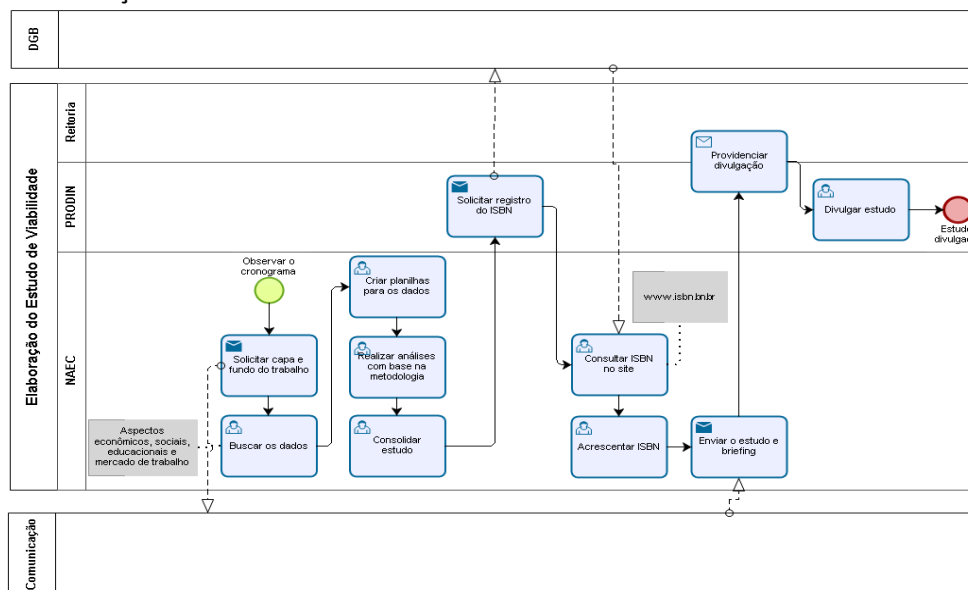 DGB
Elaboração do Estudo de Viabilidade
Reitoria
PRODIN
NAEC
Observar o
cronograma
Solicitar capa e
fundo do trabalho
Buscar os dados
Aspectos
econômicos, sociais,
educacionais e
mercado de trabalho
Criar planilhas
para os dados
Realizar análises
com base na
metodologia
Consolidar
estudo
Solicitar registro
do ISBN
www.isbn.bn.br
Consultar ISBN
no site
Acrescentar ISBN
Enviar o estudo e
briefing
Providenciar
divulgação
Divulgar estudo
Comunicação